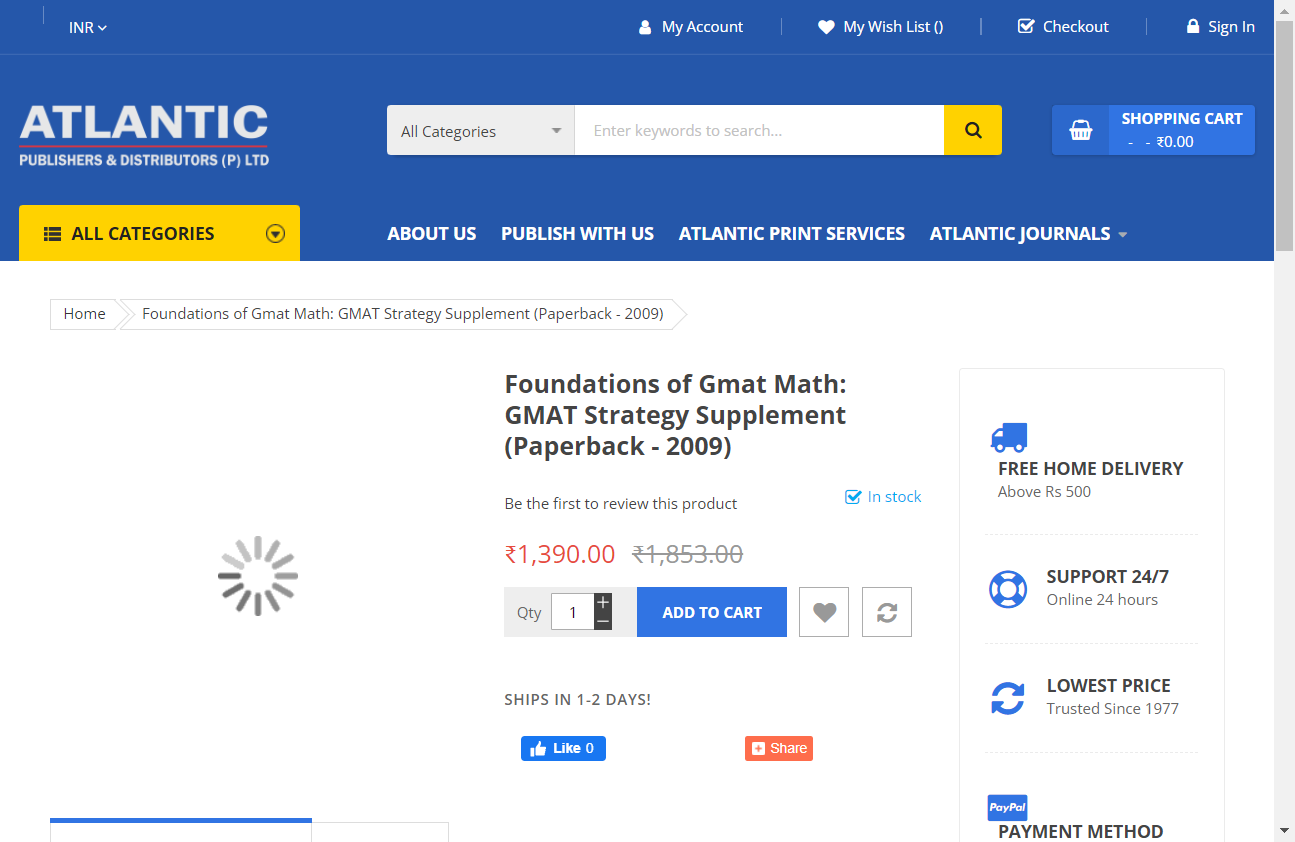 INR
My Account
My Wish List ()
Checkout
Sign In
ATLANTIC
PUBLISHERS & DISTRIBUTORS (P) LTD
All Categories
Enter keywords to search...
SHOPPING CART
- - ₹0.00
ALL CATEGORIES
ABOUT US
PUBLISH WITH US
ATLANTIC PRINT SERVICES
ATLANTIC JOURNALS
Home
Foundations of Gmat Math: GMAT Strategy Supplement (Paperback - 2009)
Foundations of Gmat Math:
GMAT Strategy Supplement
(Paperback - 2009)
Be the first to review this product
In stock
₹1,390.00 ₹1,853.00
Qty 1 + −
ADD TO CART
SHIPS IN 1-2 DAYS!
Like 0
Share
FREE HOME DELIVERY
Above Rs 500
SUPPORT 24/7
Online 24 hours
LOWEST PRICE
Trusted Since 1977
PayPal
PAYMENT METHOD